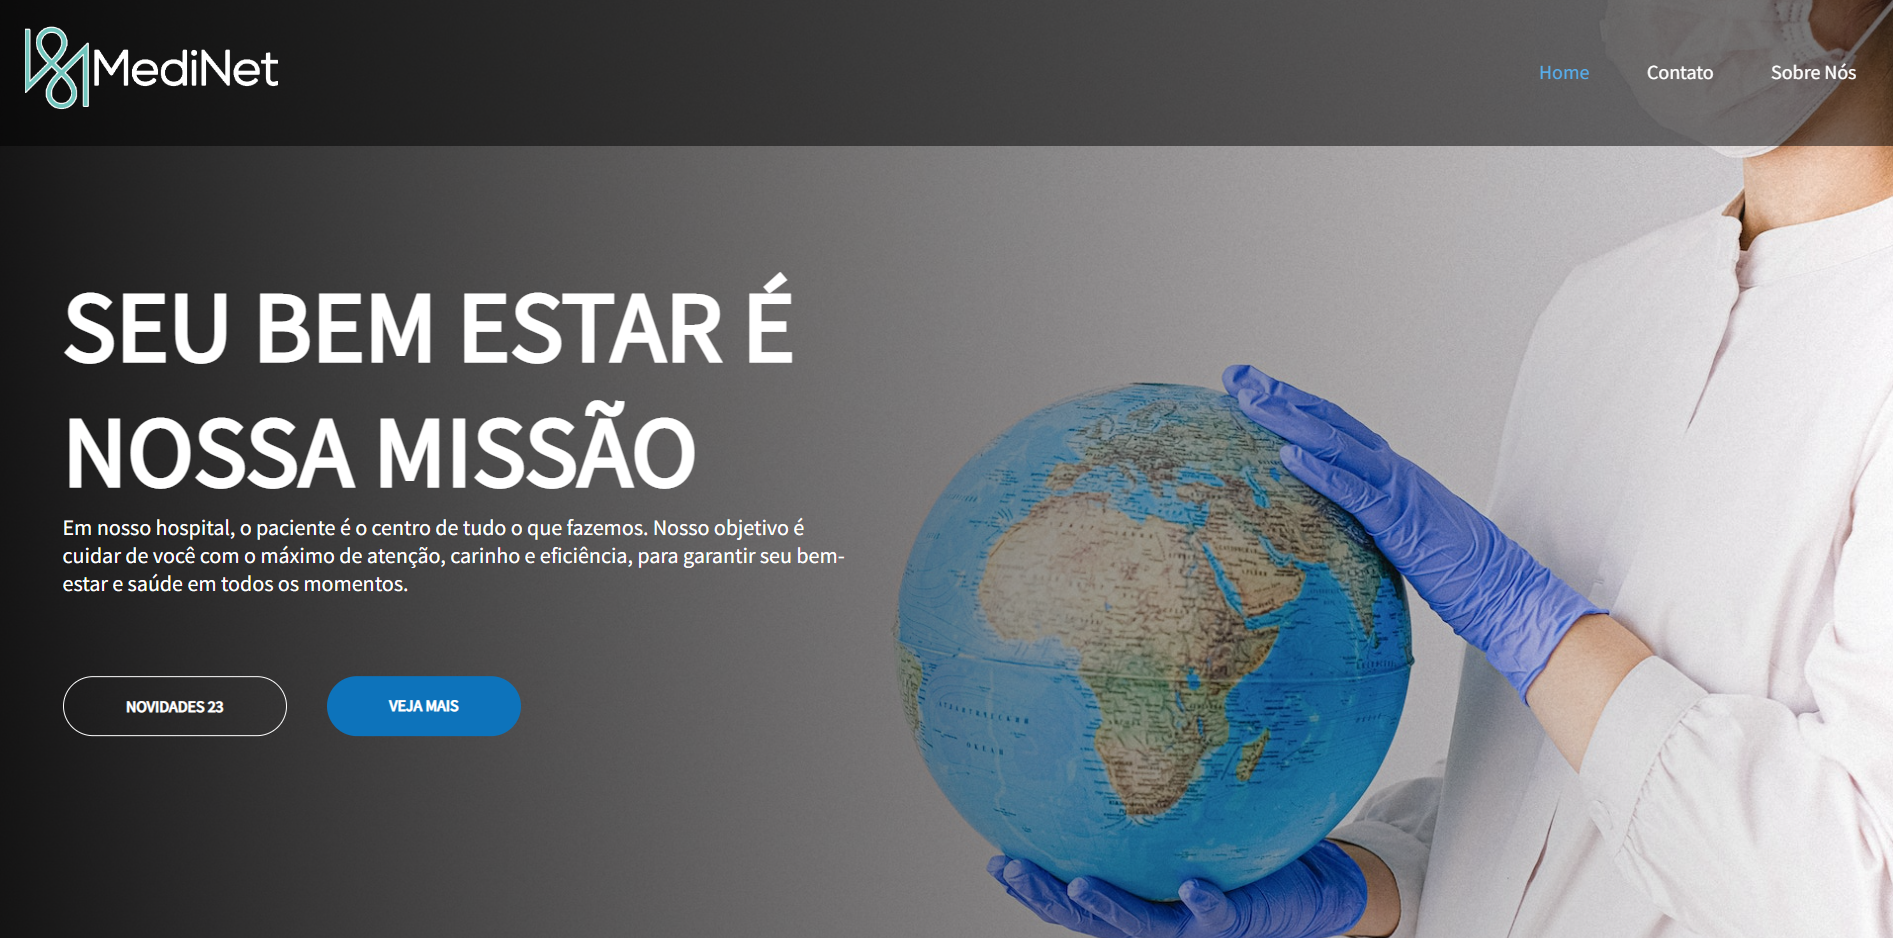 MediNet
Home
Contato
Sobre Nós
SEU BEM ESTAR É
NOSSA MISSÃO
Em nosso hospital, o paciente é o centro de tudo o que fazemos. Nosso objetivo é
cuidar de você com o máximo de atenção, carinho e eficiência, para garantir seu bem-
estar e saúde em todos os momentos.
NOVIDADES 23
VEJA MAIS
АТЛАНТИЧЕСКИЙ
ОКЕАН